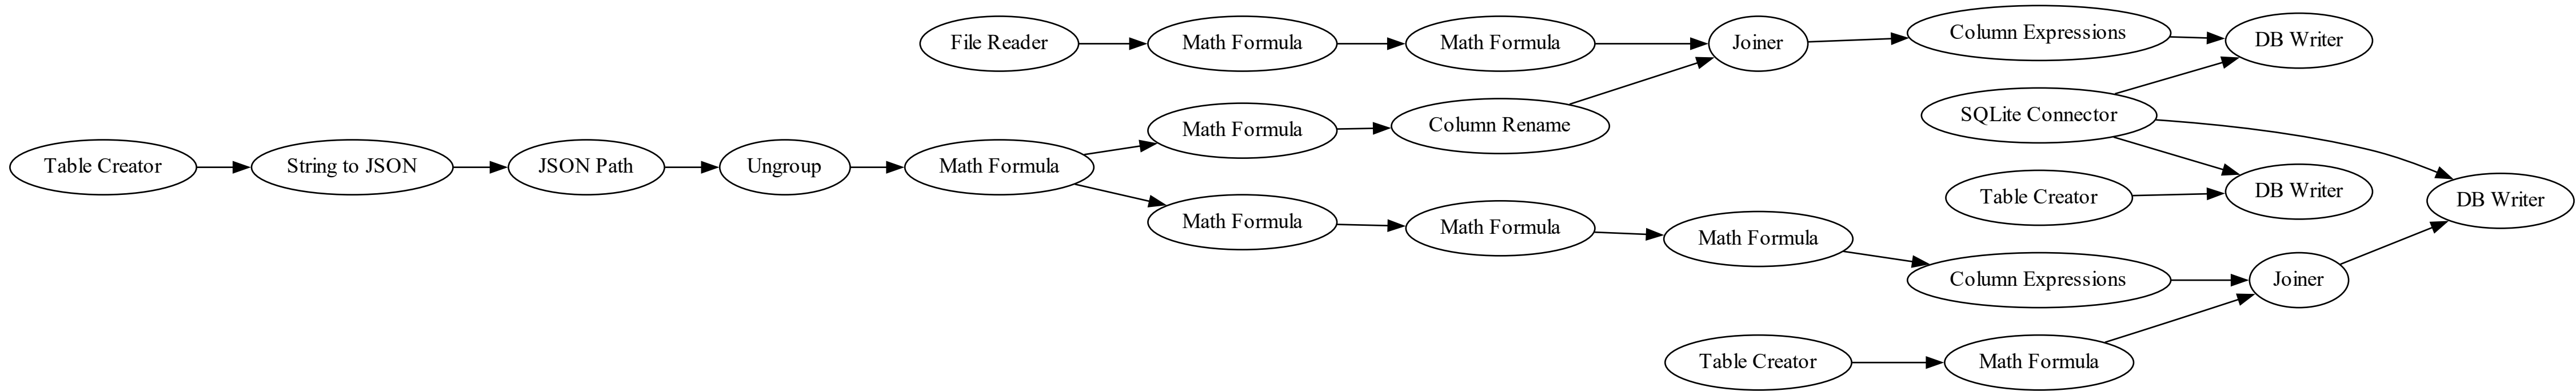 File Reader
Math Formula
Math Formula
Joiner
Column Expressions
DB Writer
Table Creator
String to JSON
JSON Path
Ungroup
Math Formula
Math Formula
Column Rename
SQLite Connector
Math Formula
Math Formula
Math Formula
Table Creator
DB Writer
DB Writer
Column Expressions
Joiner
Table Creator
Math Formula